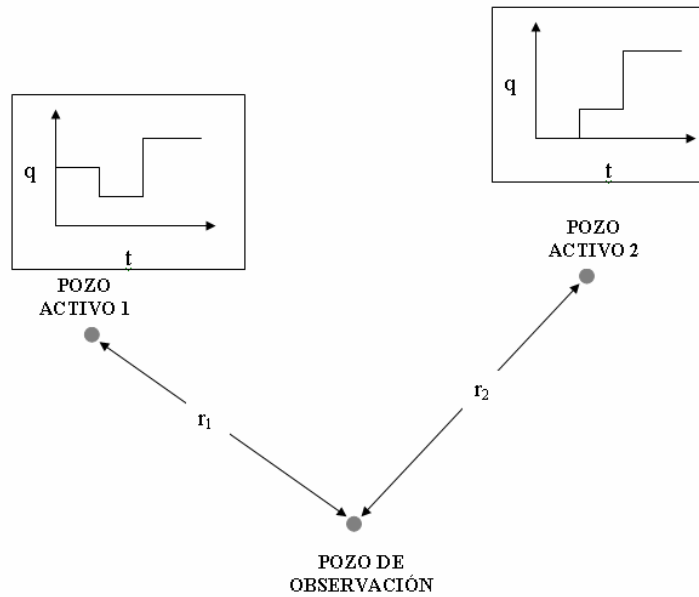 q
t
POZO
ACTIVO 1
q
t
POZO
ACTIVO 2
r₁
r₂
POZO DE
OBSERVACIÓN